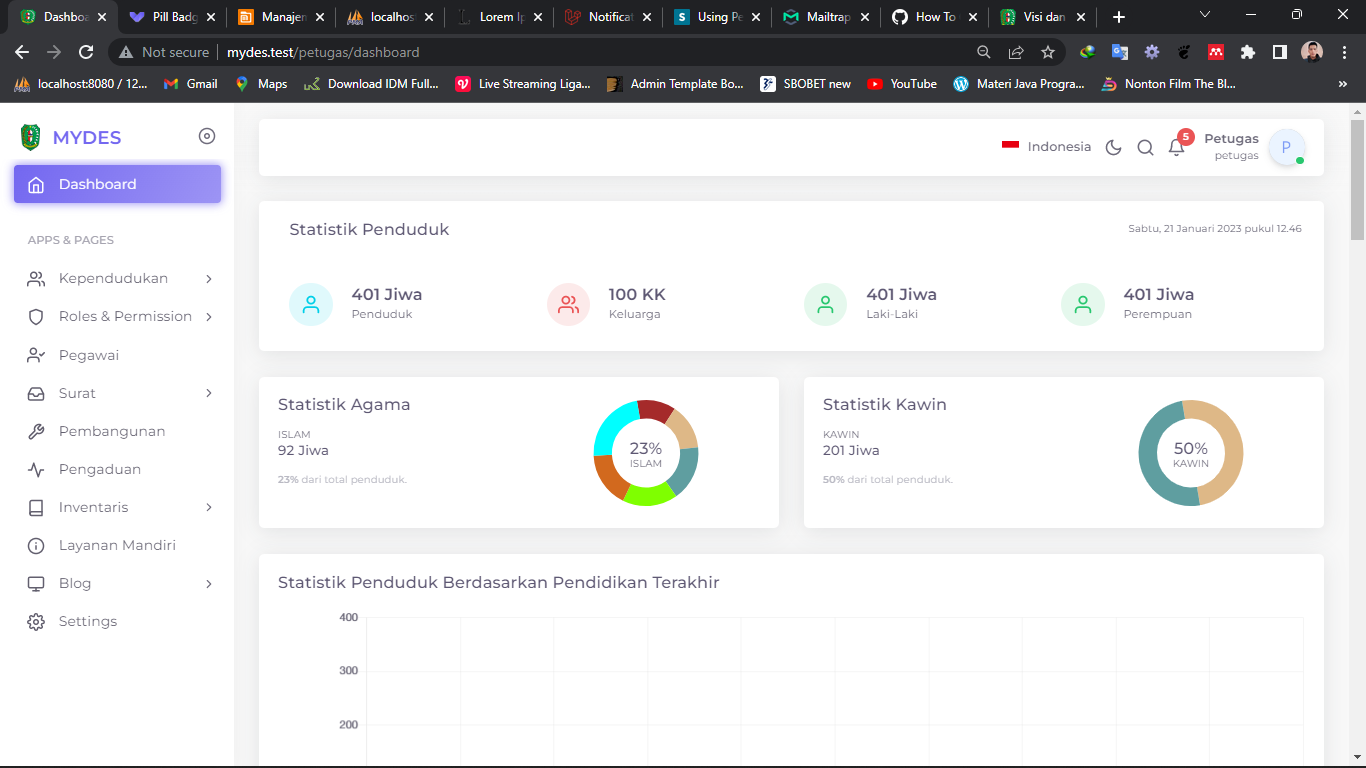 Dashboa
Pill Badg
Manajem
localhos
Lorem Ip
Notificat
Using Pe
Mailtrap
How To
Visi dan
Not secure
mydes.test/petugas/dashboard
localhost:8080 / 12...
Gmail
Maps
Download IDM Full...
Live Streaming Liga...
Admin Template Bo...
SBOBET new
YouTube
Materi Java Progra...
Nonton Film The Bl...
MYDES
Dashboard
APPS & PAGES
Kependudukan
Roles & Permission
Pegawai
Surat
Pembangunan
Pengaduan
Inventaris
Layanan Mandiri
Blog
Settings
Indonesia
5
Petugas
petugas
P
Statistik Penduduk
Sabtu, 21 Januari 2023 pukul 12.46
401 Jiwa
Penduduk
100 KK
Keluarga
401 Jiwa
Laki-Laki
401 Jiwa
Perempuan
Statistik Agama
ISLAM
92 Jiwa
23% dari total penduduk.
23%
ISLAM
Statistik Kawin
KAWIN
201 Jiwa
50% dari total penduduk.
50%
KAWIN
Statistik Penduduk Berdasarkan Pendidikan Terakhir
400
300
200